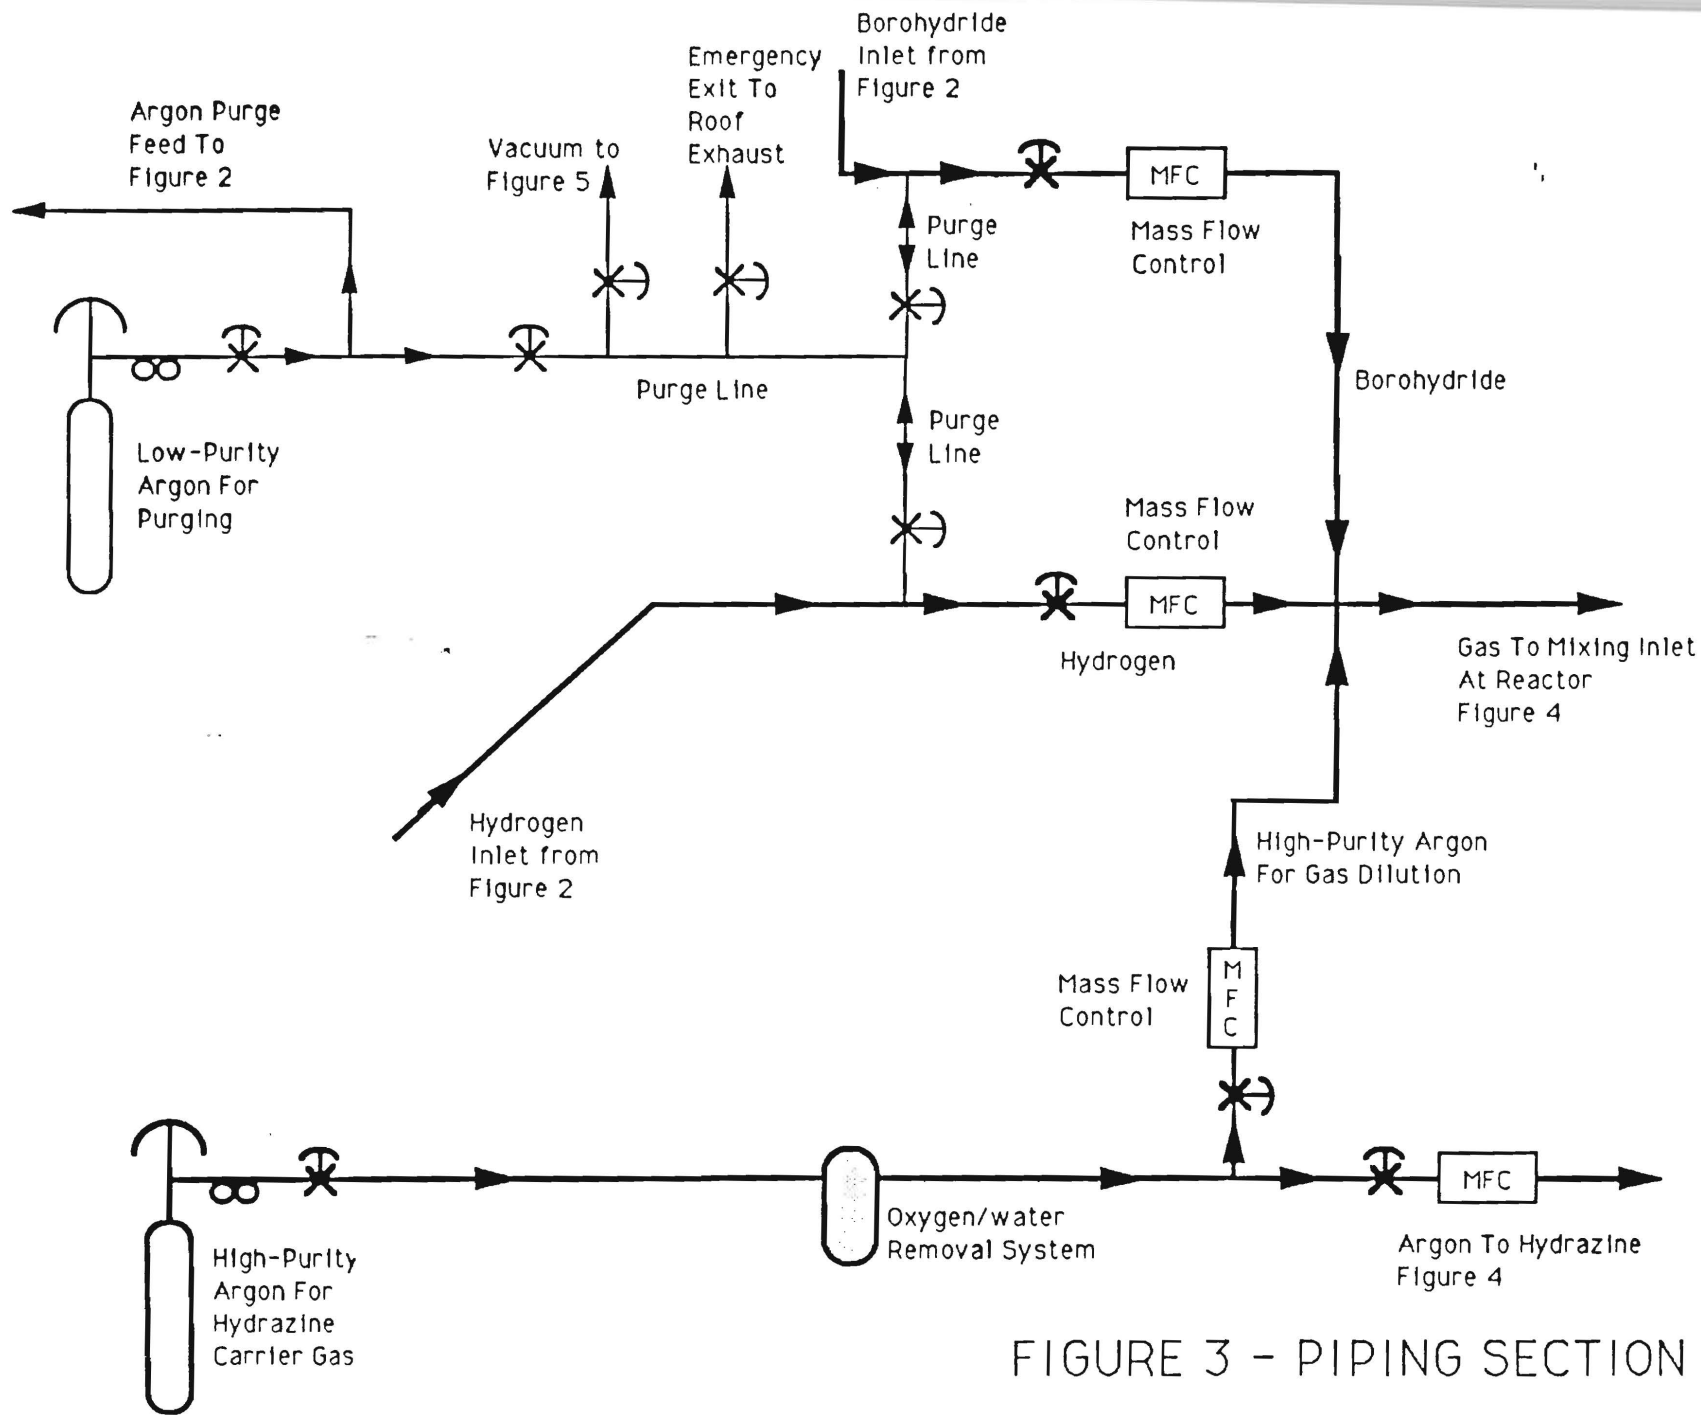 Borohydride
Inlet from
Figure 2
Emergency
Exit To
Roof
Exhaust
Argon Purge
Feed To
Figure 2
Vacuum to
Figure 5
MFC
Mass Flow
Control
Purge
Line
Purge Line
Borohydride
Purge
Line
Low-Purity
Argon For
Purging
Mass Flow
Control
MFC
Hydrogen
Gas To Mixing Inlet
At Reactor
Figure 4
Hydrogen
Inlet from
Figure 2
High-Purity Argon
For Gas Dilution
Mass Flow
Control
M
F
C
MFC
Oxygen/water
Removal System
Argon To Hydrazine
Figure 4
High-Purity
Argon For
Hydrazine
Carrier Gas
FIGURE 3 - PIPING SECTION